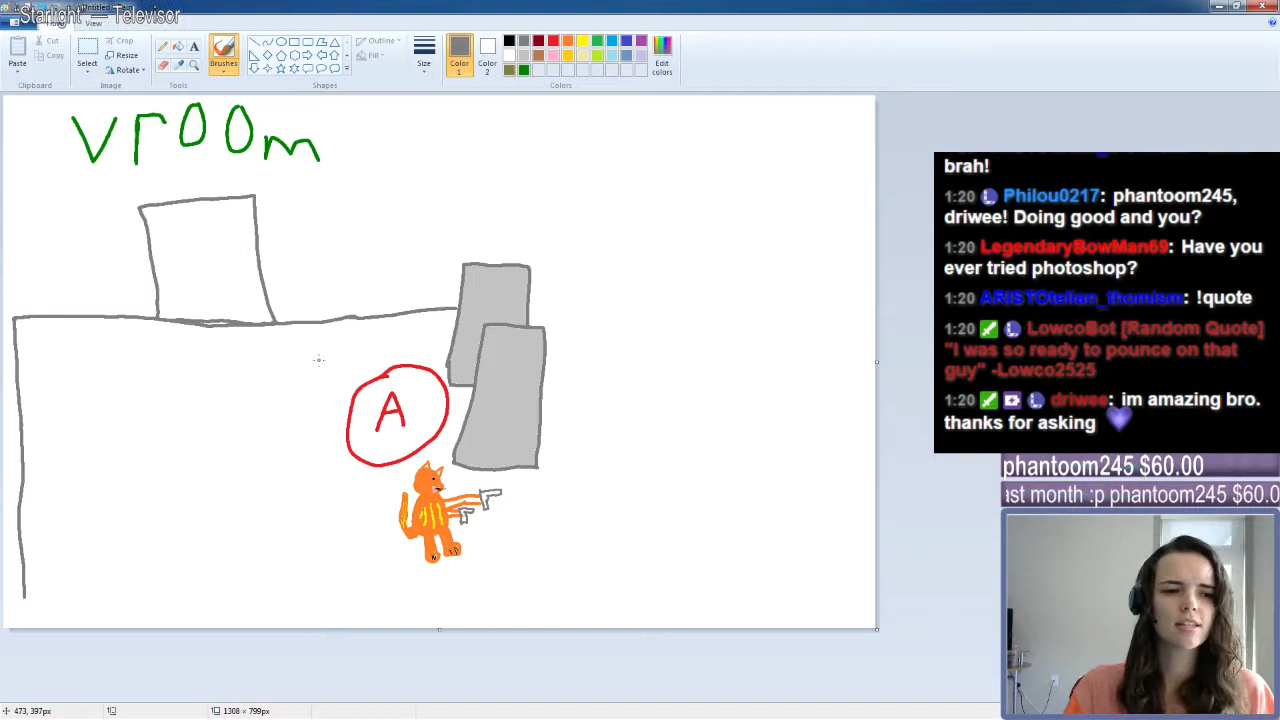 Starlight — Televisor
Untitled
View
Paste
Cut
Copy
Clipboard
Select
Crop
Resize
Rotate
Image
Tools
Brushes
Outline
Fill
Shapes
Size
Color 1
Color 2
Edit colors
Colors
vr00m
A
brah!
1:20 Philou0217: phantoom245,
driwee! Doing good and you?
1:20 LegendaryBowMan69: Have you
ever tried photoshop?
1:20 ARISTOtelian_thomism: !quote
1:20 LowcoBot [Random Quote]
"I was so ready to pounce on that
guy" -Lowco2525
1:20 driwee: im amazing bro.
thanks for asking
phantoom245 $60.00
ast month :p phantoom245 $60.0
473, 397px
1308 × 799px